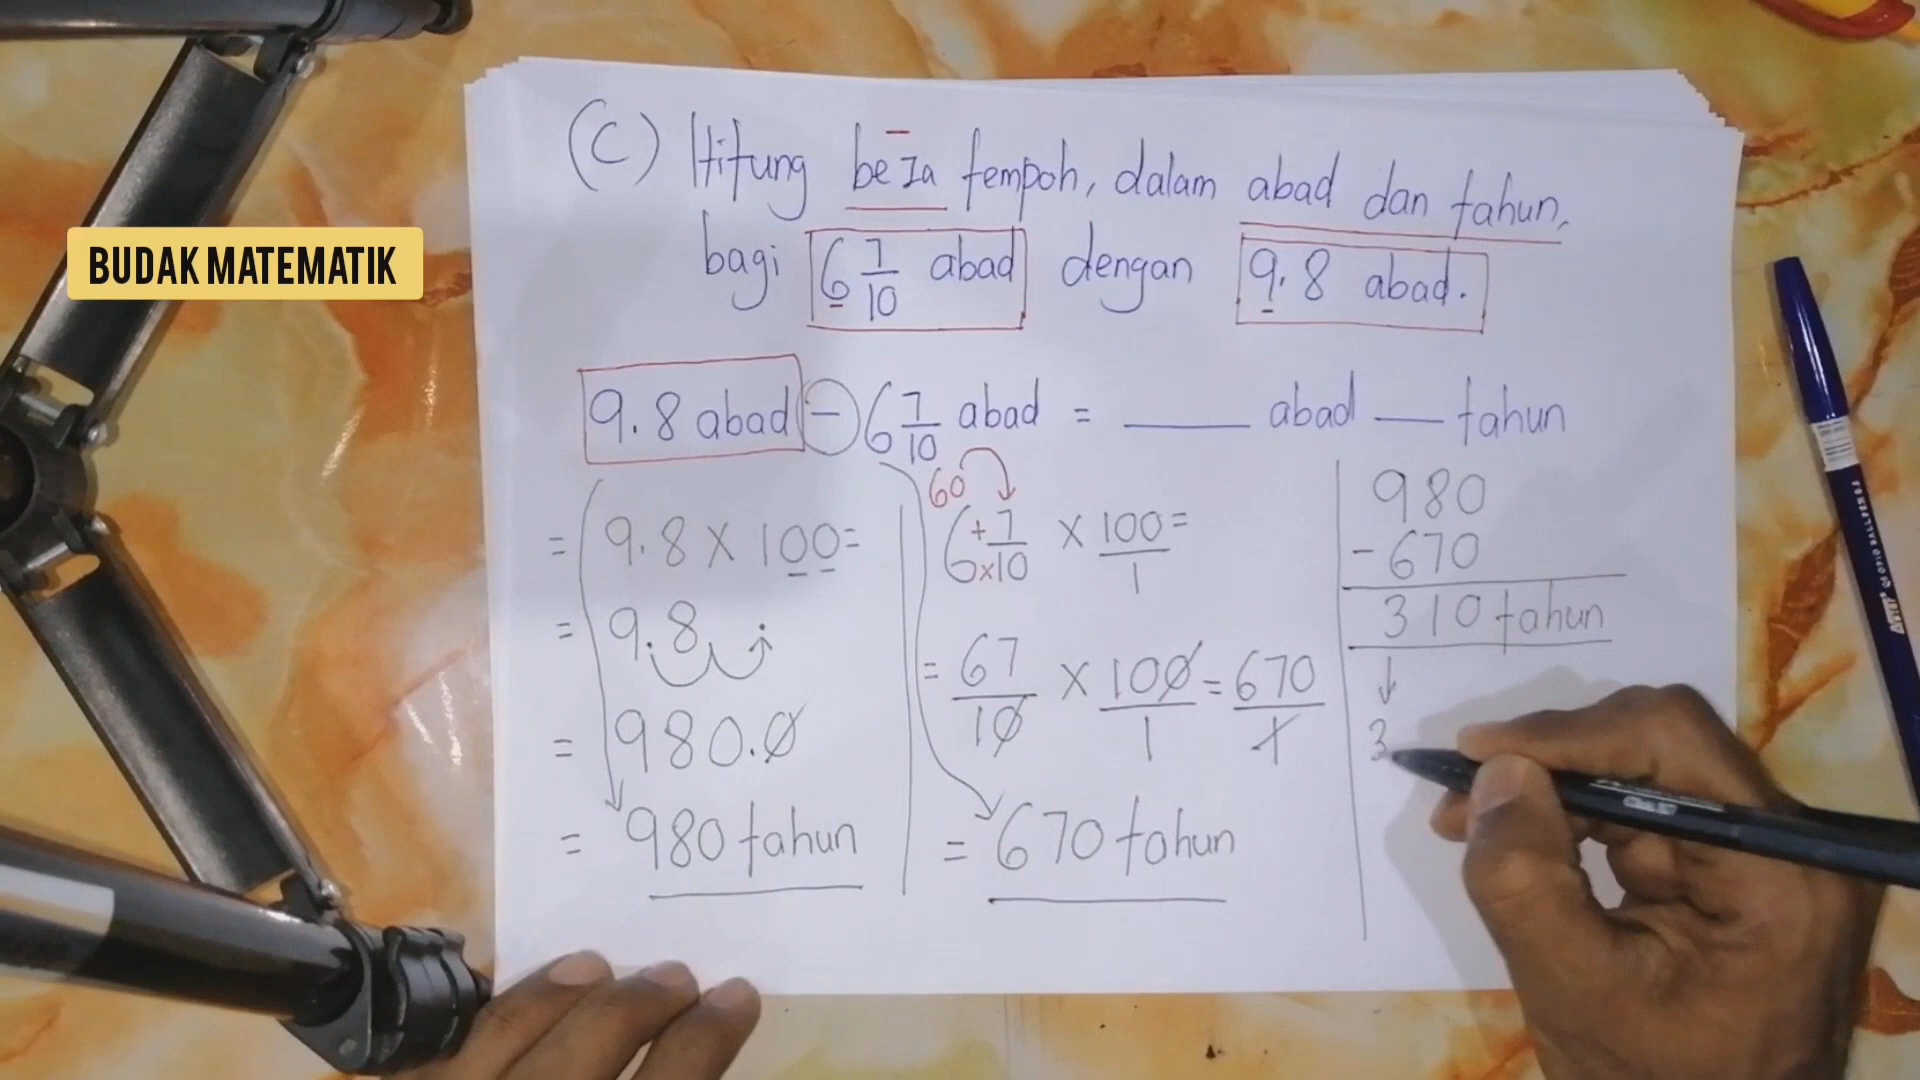 (C) Hitung beza tempoh, dalam abad dan tahun,
bagi 6 7/10 abad dengan 9.8 abad.
BUDAK MATEMATIK
9.8 abad - 6 7/10 abad = ____ abad ___ tahun
= 9.8 x 100 =
= 9.8
= 980.0
= 980 tahun
60
6 + 7/10 x 100/1 =
x
= 67/10 x 100/1 = 670/1
= 670 tahun
980
- 670
310 tahun
↓
3